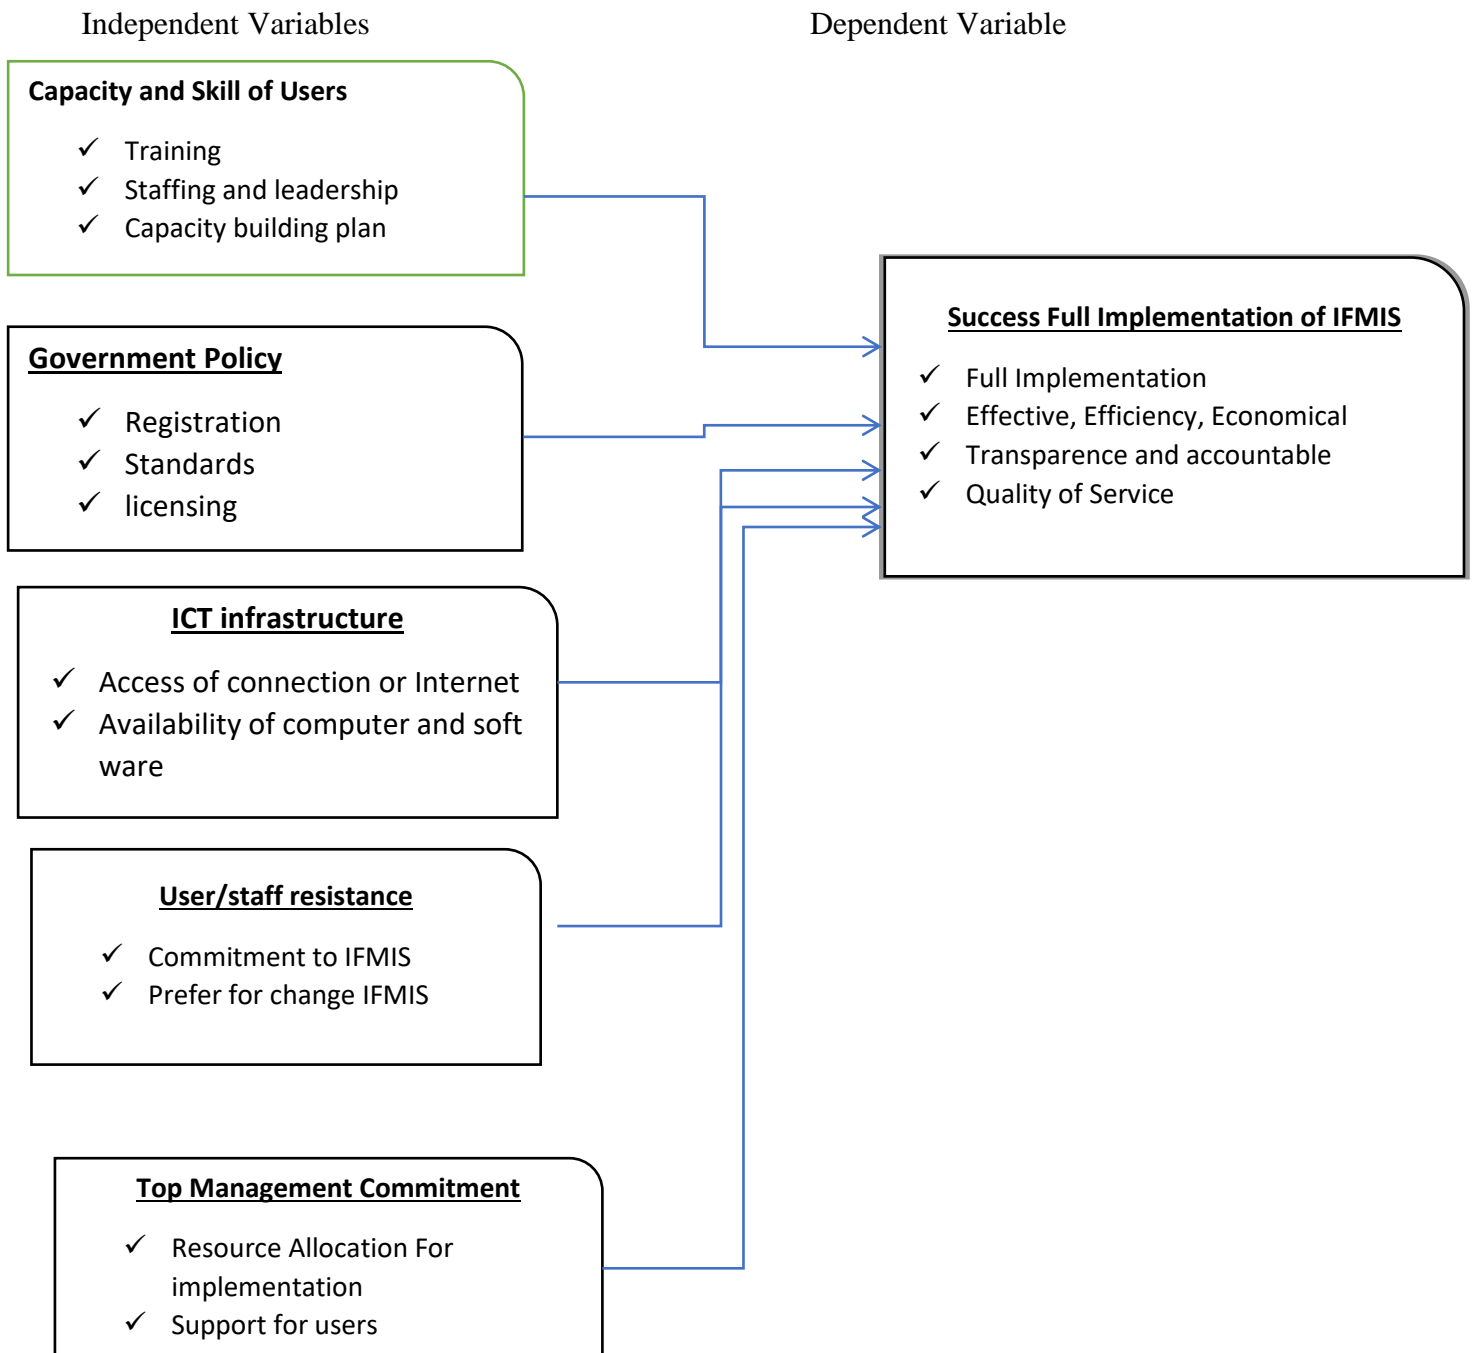 Independent Variables
Dependent Variable
Capacity and Skill of Users
✓ Training
✓ Staffing and leadership
✓ Capacity building plan
Government Policy
✓ Registration
✓ Standards
✓ licensing
ICT infrastructure
✓ Access of connection or Internet
✓ Availability of computer and soft
ware
User/staff resistance
✓ Commitment to IFMIS
✓ Prefer for change IFMIS
Top Management Commitment
✓ Resource Allocation For
implementation
✓ Support for users
Success Full Implementation of IFMIS
✓ Full Implementation
✓ Effective, Efficiency, Economical
✓ Transparence and accountable
✓ Quality of Service